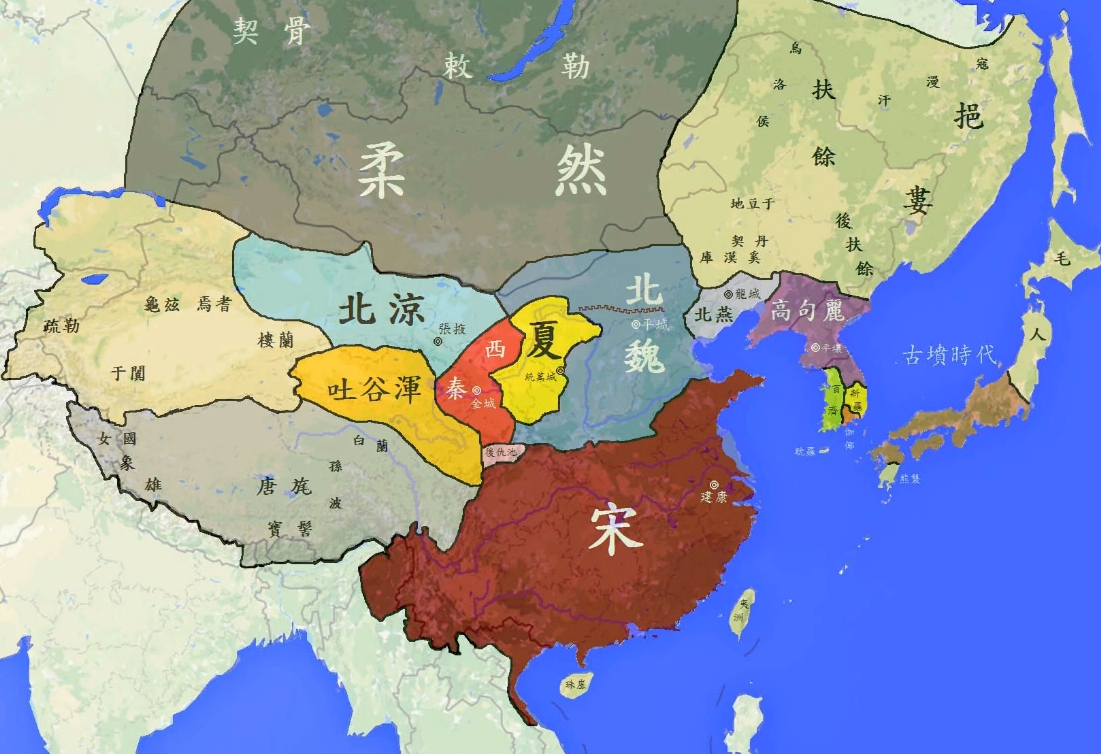 契骨
敕勒
柔然
烏洛侯
扶餘
汗
漫
寇
挹婁
地豆于
契丹
庫漠奚
後扶餘
毛人
北涼
張掖
龜茲 焉耆
疏勒
樓蘭
于闐
吐谷渾
西秦
金城
夏
統萬城
北魏
平城
北燕
龍城
高句麗
平壤
百濟
新羅
古墳時代
耽羅
熊襲
後仇池
女國
象雄
白蘭
孫波
唐旄
寶髻
宋
建康
夷洲
珠崖